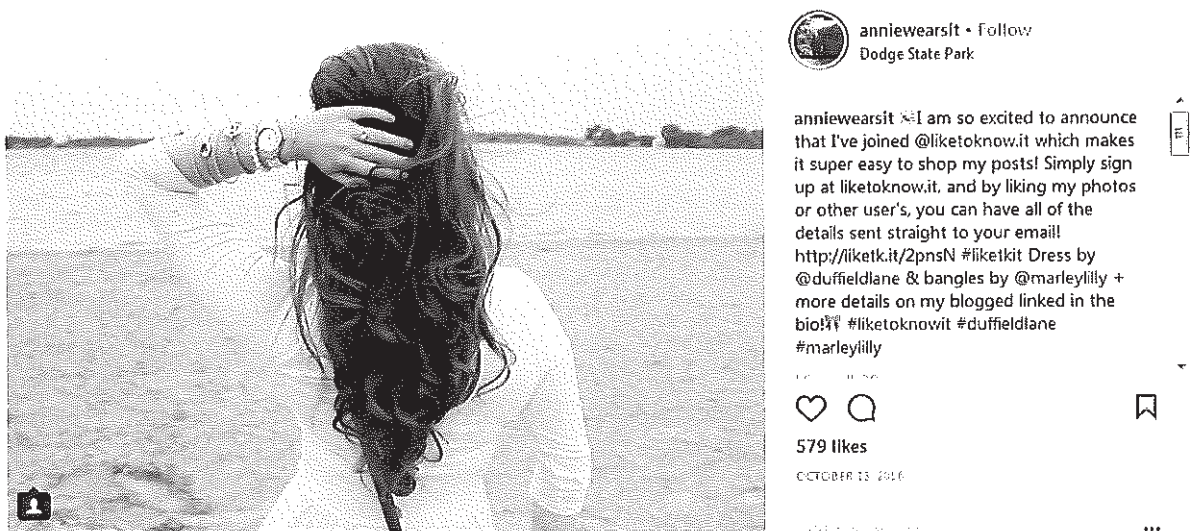 anniewearsit • Follow
Dodge State Park
anniewearsit I am so excited to announce
that I've joined @liketoknow.it which makes
it super easy to shop my posts! Simply sign
up at liketoknow.it, and by liking my photos
or other user's, you can have all of the
details sent straight to your email!
http://liketk.it/2pnsN #liketkit Dress by
@duffieldlane & bangles by @marleylilly +
more details on my blogged linked in the
bio! #liketoknowit #duffieldlane
#marleylilly
579 likes
OCTOBER 13, 2016